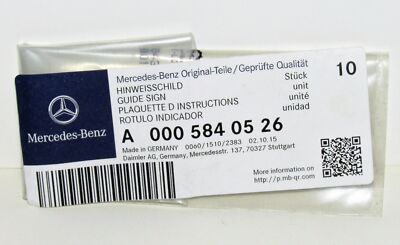 Mercedes-Benz Original-Teile/Geprüfte Qualität
HINWEISSCHILD Stück 10
GUIDE SIGN unit
PLAQUETTE D INSTRUCTIONS unité
ROTULO INDICADOR unidad
Mercedes-Benz
A 000 584 05 26
Made in GERMANY 0060/1510/2383 02.10.15
Daimler AG, Germany, Mercedesstr. 137, 70327 Stuttgart
More information on
http://p.mb-qr.com/